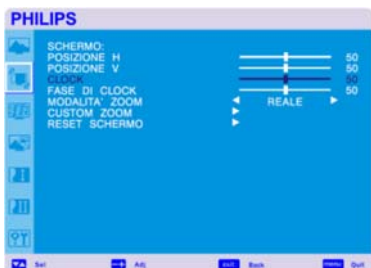 PHILIPS
SCHERMO:
POSIZIONE H 50
POSIZIONE V 50
CLOCK 50
FASE DI CLOCK 50
MODALITA' ZOOM REALE
CUSTOM ZOOM
RESET SCHERMO
Sel Adj exit Back menu Quit